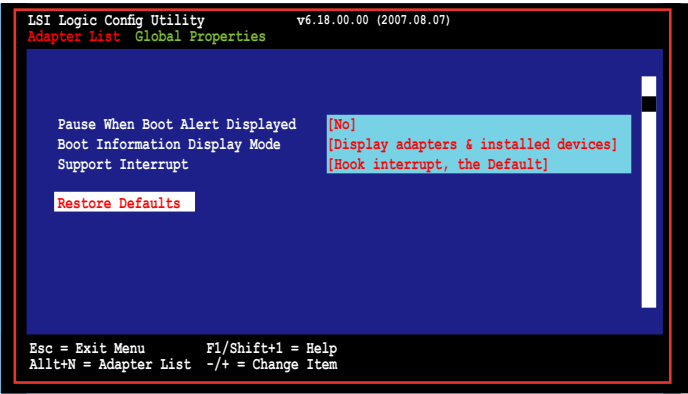 LSI Logic Config Utility v6.18.00.00 (2007.08.07)
Adapter List Global Properties
Pause When Boot Alert Displayed [No]
Boot Information Display Mode [Display adapters & installed devices]
Support Interrupt [Hook interrupt, the Default]
Restore Defaults
Esc = Exit Menu F1/Shift+1 = Help
Allt+N = Adapter List -/+ = Change Item